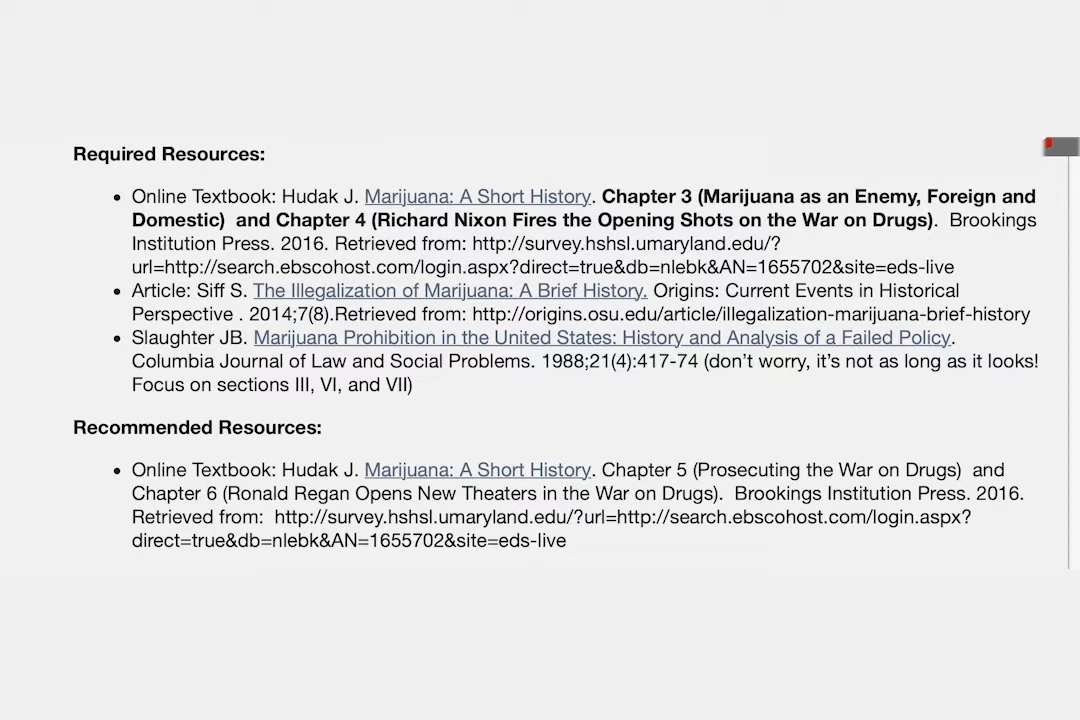 Required Resources:
• Online Textbook: Hudak J. Marijuana: A Short History. Chapter 3 (Marijuana as an Enemy, Foreign and
Domestic)  and Chapter 4 (Richard Nixon Fires the Opening Shots on the War on Drugs).  Brookings
Institution Press. 2016. Retrieved from: http://survey.hshsl.umaryland.edu/?
url=http://search.ebscohost.com/login.aspx?direct=true&db=nlebk&AN=1655702&site=eds-live
• Article: Siff S. The Illegalization of Marijuana: A Brief History. Origins: Current Events in Historical
Perspective . 2014;7(8).Retrieved from: http://origins.osu.edu/article/illegalization-marijuana-brief-history
• Slaughter JB. Marijuana Prohibition in the United States: History and Analysis of a Failed Policy.
Columbia Journal of Law and Social Problems. 1988;21(4):417-74 (don’t worry, it’s not as long as it looks!
Focus on sections III, VI, and VII)
Recommended Resources:
• Online Textbook: Hudak J. Marijuana: A Short History. Chapter 5 (Prosecuting the War on Drugs)  and
Chapter 6 (Ronald Regan Opens New Theaters in the War on Drugs).  Brookings Institution Press. 2016.
Retrieved from:  http://survey.hshsl.umaryland.edu/?url=http://search.ebscohost.com/login.aspx?
direct=true&db=nlebk&AN=1655702&site=eds-live